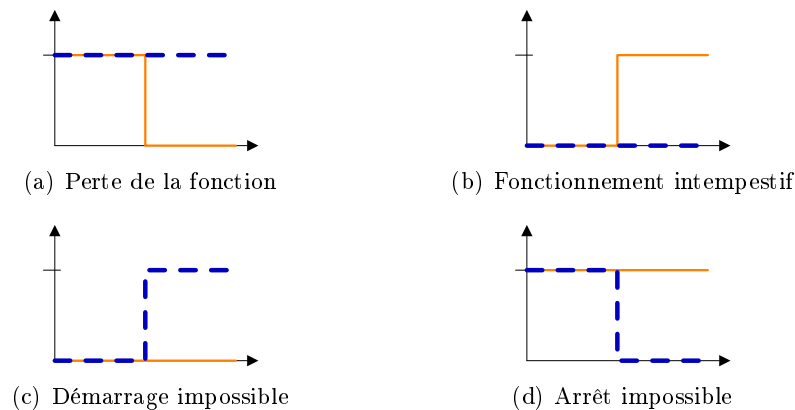 (a) Perte de la fonction
(b) Fonctionnement intempestif
(c) Démarrage impossible
(d) Arrêt impossible